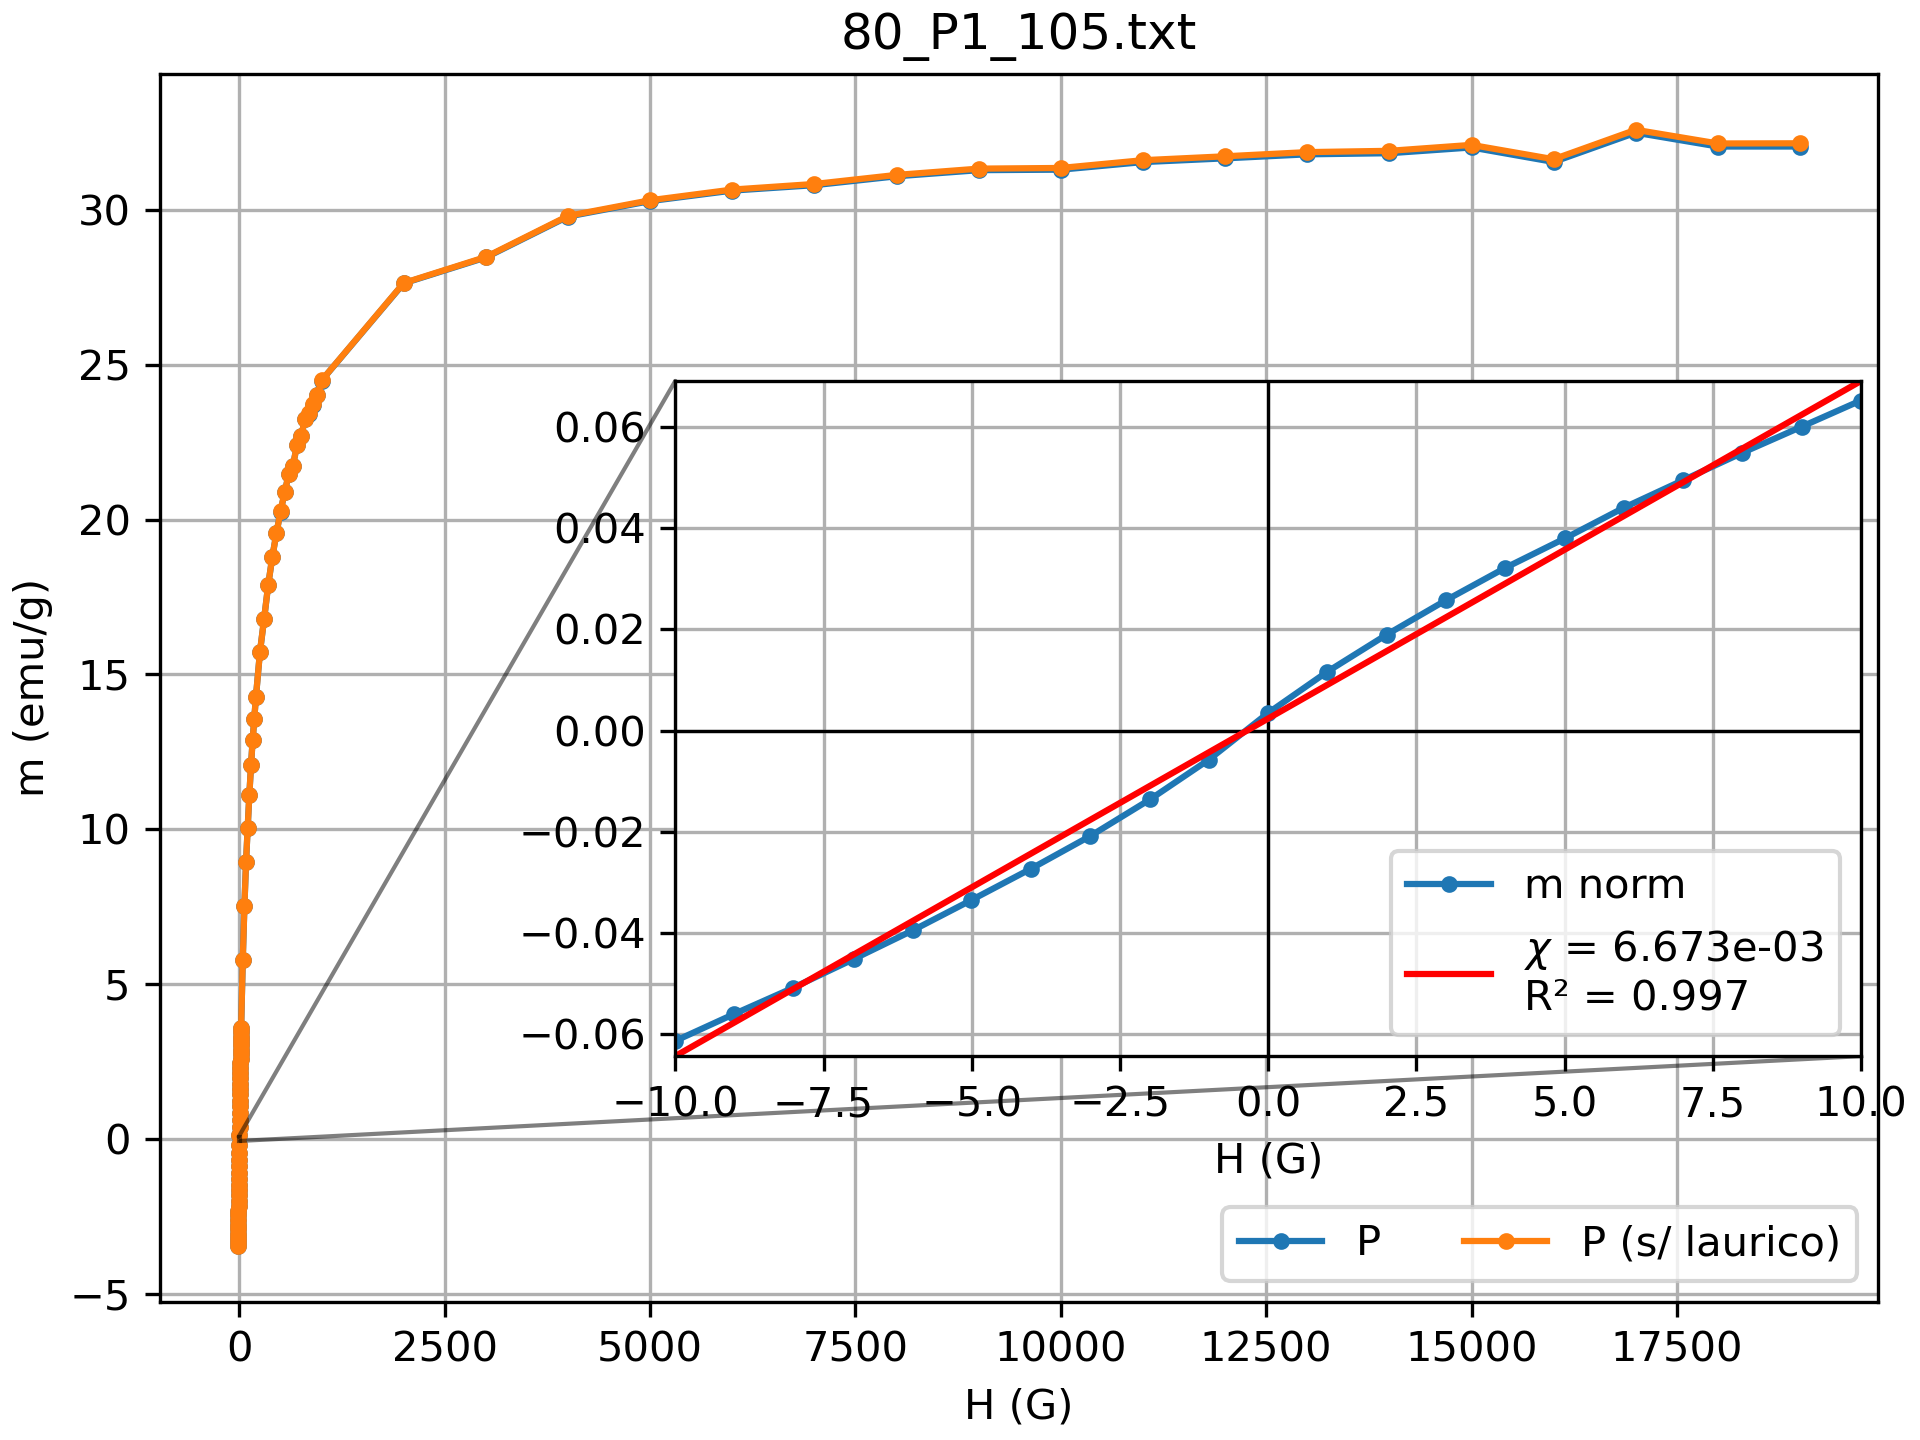 80_P1_105.txt
m (emu/g)
30
25
20
15
10
5
0
−5
0.06
0.04
0.02
0.00
−0.02
−0.04
−0.06
m norm
χ = 6.673e-03
R² = 0.997
−10.0 −7.5 −5.0 −2.5 0.0 2.5 5.0 7.5 10.0
H (G)
P P (s/ laurico)
0 2500 5000 7500 10000 12500 15000 17500
H (G)